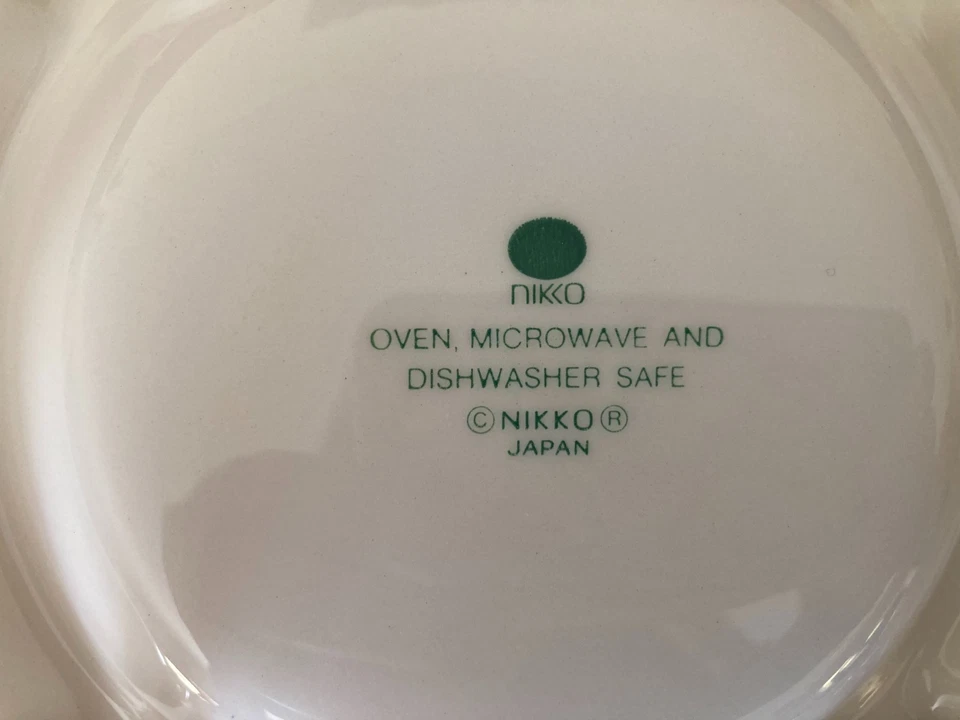 nikko
OVEN, MICROWAVE AND
DISHWASHER SAFE
© NIKKO ®
JAPAN